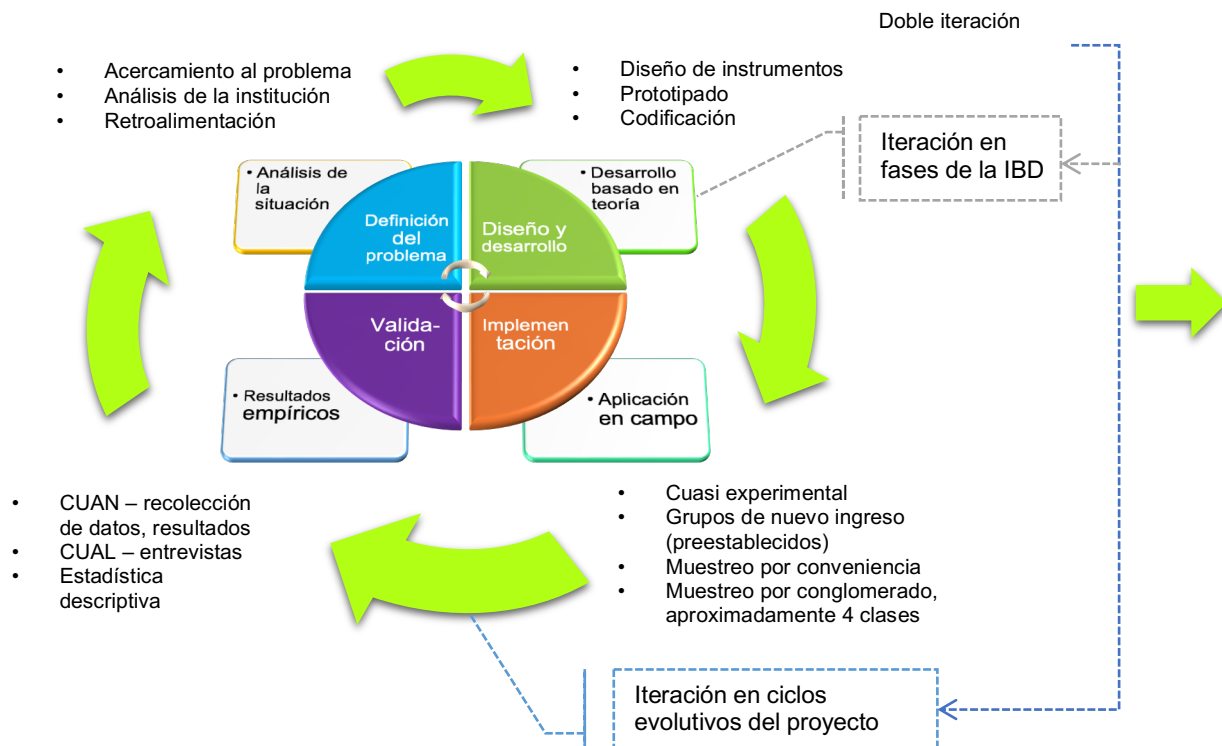 Doble iteración
• Acercamiento al problema
• Análisis de la institución
• Retroalimentación
• Diseño de instrumentos
• Prototipado
• Codificación
Iteración en
fases de la IBD
• Análisis de
la
situación
Definición
del
problema
Diseño y
desarrollo
• Desarrollo
basado en
teoría
Valida-
ción
Implemen
tación
• Resultados
empíricos
• Aplicación
en campo
• CUAN – recolección
de datos, resultados
• CUAL – entrevistas
• Estadística
descriptiva
• Cuasi experimental
• Grupos de nuevo ingreso
(preestablecidos)
• Muestreo por conveniencia
• Muestreo por conglomerado,
aproximadamente 4 clases
Iteración en ciclos
evolutivos del proyecto